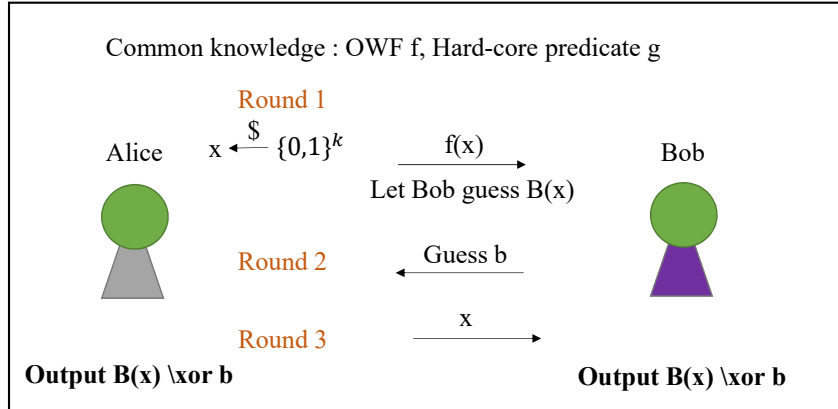 Common knowledge : OWF f, Hard-core predicate g
Round 1
Alice
x $ {0,1}^k
f(x)
Bob
Let Bob guess B(x)
Round 2
Guess b
Round 3
x
Output B(x) \xor b
Output B(x) \xor b